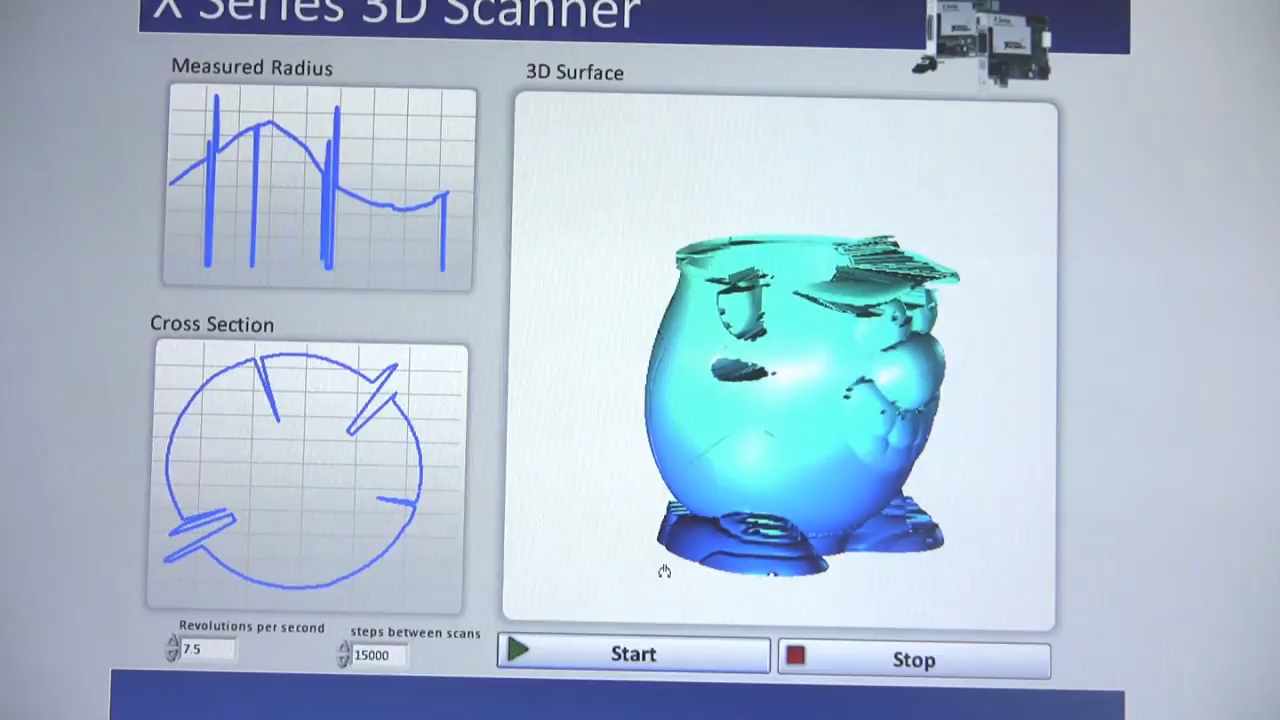 X Series 3D Scanner
Measured Radius
3D Surface
Cross Section
Revolutions per second
7.5
steps between scans
15000
Start
Stop